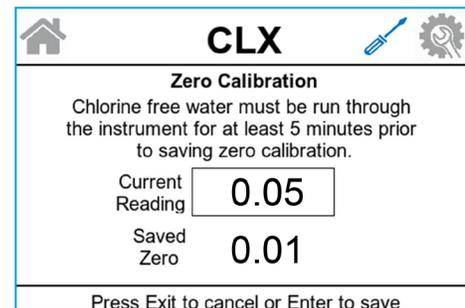 CLX
Zero Calibration
Chlorine free water must be run through
the instrument for at least 5 minutes prior
to saving zero calibration.
Current
Reading
0.05
Saved
Zero
0.01
Press Exit to cancel or Enter to save